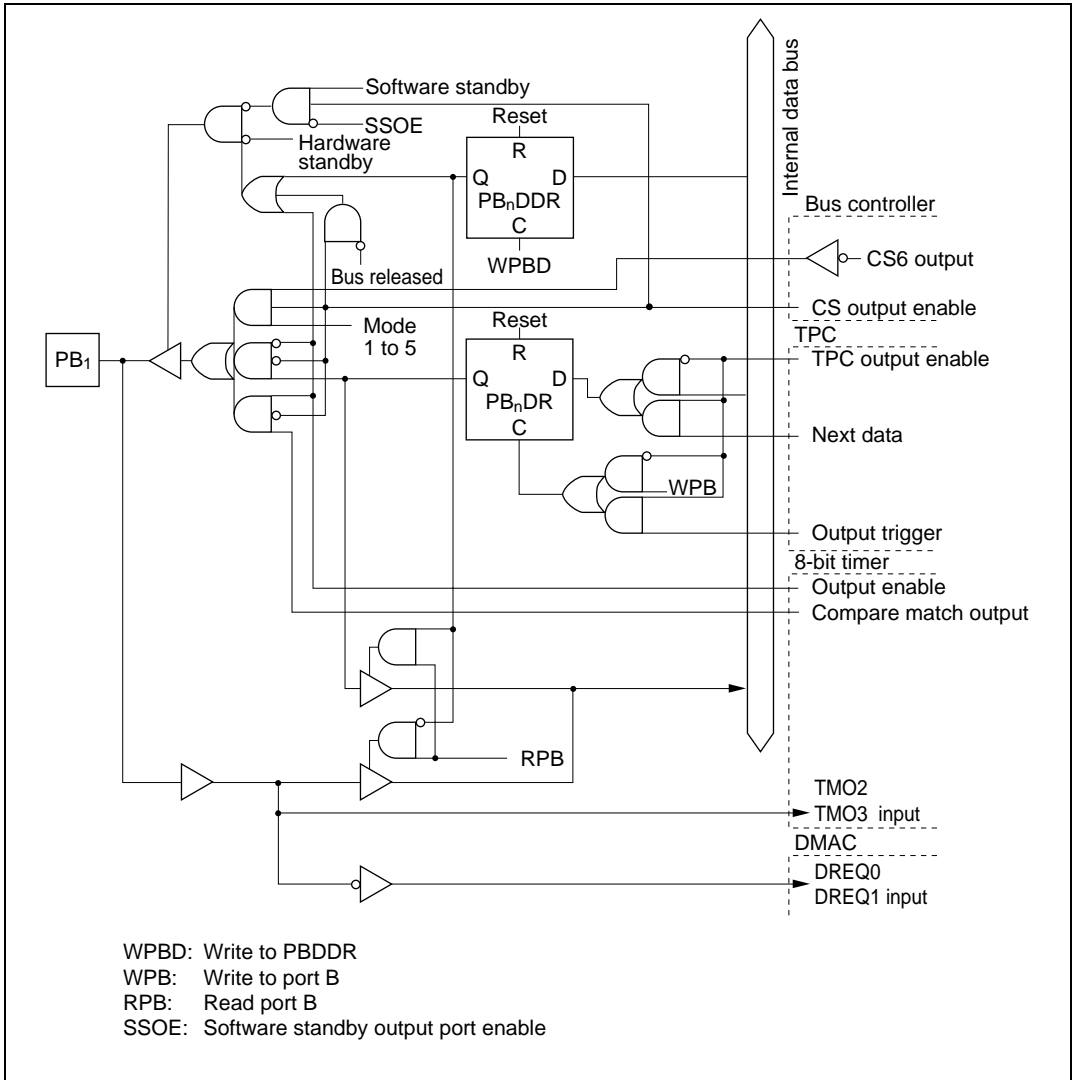 Software standby
SSOE
Hardware
standby
Reset
R
Q D
PBnDDR
C
WPBD
Internal data bus
Bus controller
CS6 output
Bus released
CS output enable
Mode
1 to 5
Reset
TPC
TPC output enable
PB1
R
Q D
PBnDR
C
Next data
WPB
Output trigger
8-bit timer
Output enable
Compare match output
RPB
TMO2
TMO3 input
DMAC
DREQ0
DREQ1 input
WPBD: Write to PBDDR
WPB: Write to port B
RPB: Read port B
SSOE: Software standby output port enable